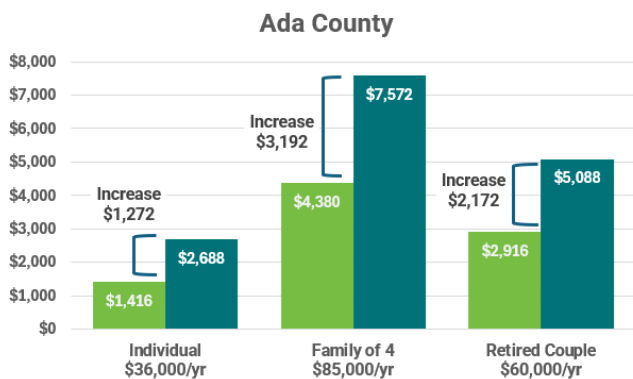 Ada County
$8,000
$7,000
$6,000
$5,000
$4,000
$3,000
$2,000
$1,000
$0
Increase
$1,272
$1,416
$2,688
Increase
$3,192
$4,380
$7,572
Increase
$2,172
$2,916
$5,088
Individual
$36,000/yr
Family of 4
$85,000/yr
Retired Couple
$60,000/yr